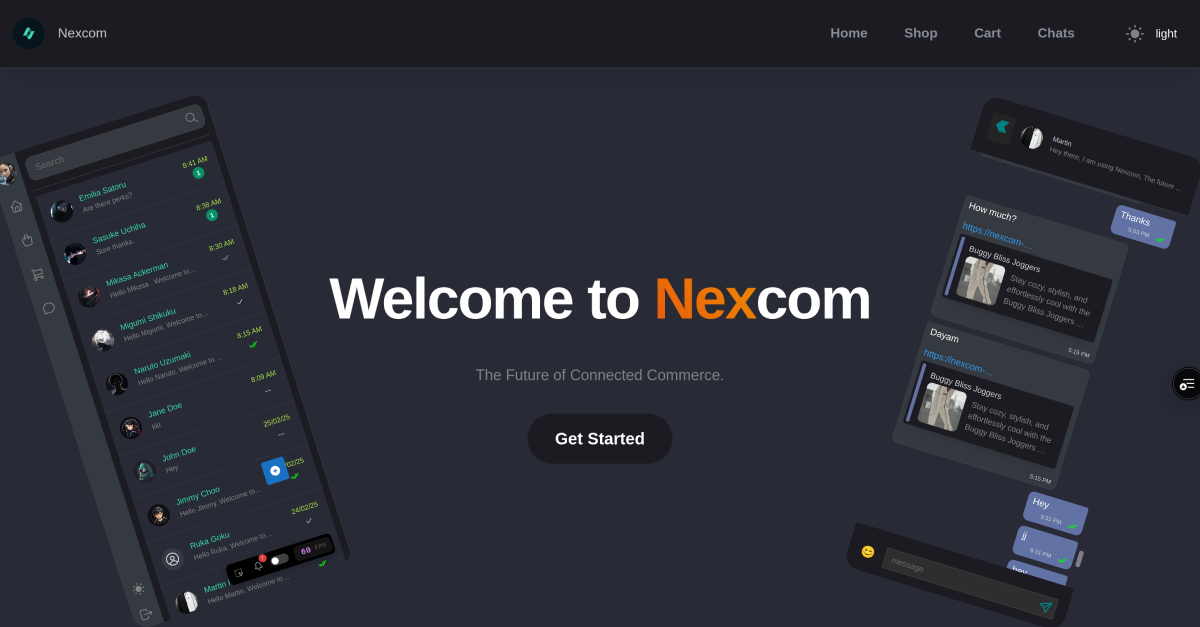 Nexcom
Home
Shop
Cart
Chats
light
Search
Emilia Satoru
8:41 AM
Are there perks?
1
Sasuke Uchiha
8:38 AM
Sure thanks.
1
Mikasa Ackerman
8:30 AM
Hello Mikasa - Welcome to...
Migumi Shikuku
8:18 AM
Hello Migumi, Welcome to...
Naruto Uzumaki
8:15 AM
Hello Naruto, Welcome to...
Jane Doe
8:09 AM
John Doe
25/02/25
Hey
Jimmy Choo
/02/25
Hello Jimmy, Welcome to...
Ruka Goku
24/02/25
Hello Ruka, Welcome to...
Martin
Hello Martin, Welcome to...
60 FPS
Welcome to Nexcom
The Future of Connected Commerce.
Get Started
Martin
Hey there, I am using Nexcom, The future ...
Thanks
5:03 PM
How much?
https://nexcom-...
Buggy Bliss Joggers
Stay cozy, stylish, and
effortlessly cool with the
Buggy Bliss Joggers ...
5:15 PM
Dayam
https://nexcom-...
Buggy Bliss Joggers
Stay cozy, stylish, and
effortlessly cool with the
Buggy Bliss Joggers ...
5:15 PM
Hey
9:31 PM
jj
9:31 PM
hey
message